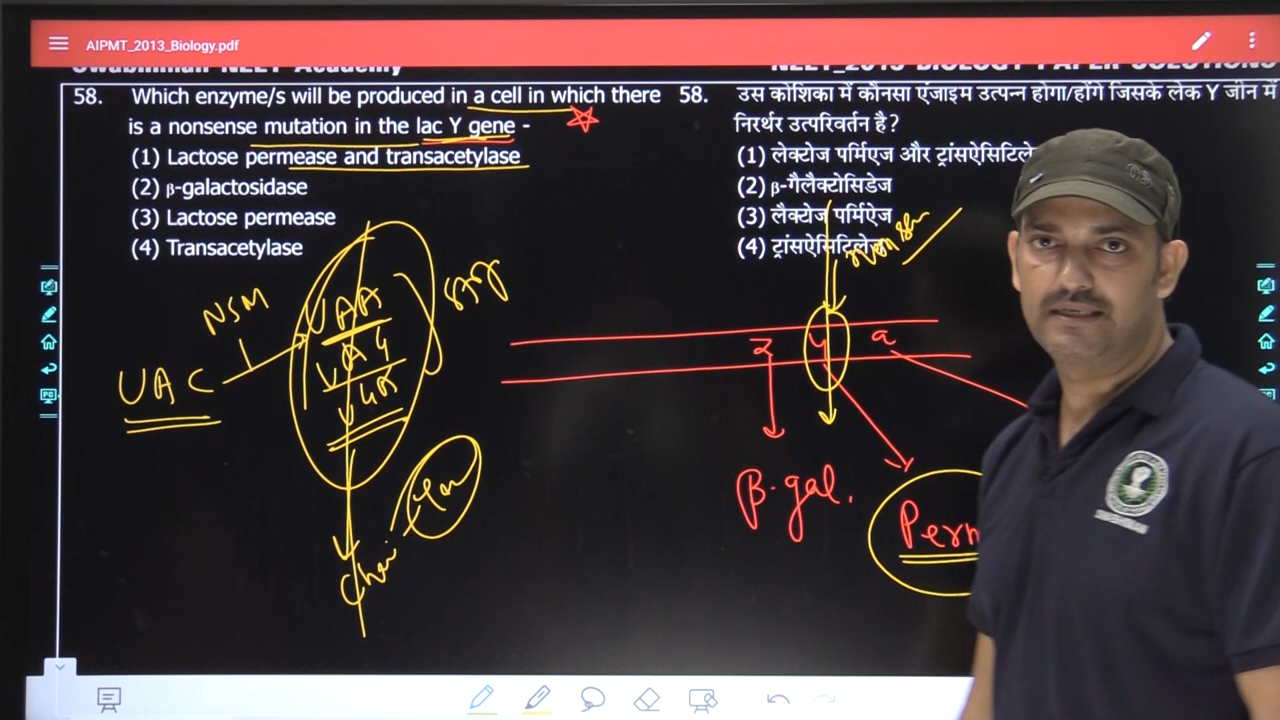 AIPMT_2013_Biology.pdf
58. Which enzyme/s will be produced in a cell in which there
is a nonsense mutation in the lac Y gene -
(1) Lactose permease and transacetylase
(2) β-galactosidase
(3) Lactose permease
(4) Transacetylase
58. उस कोशिका में कौनसा एंजाइम उत्पन्न होगा/होंगे जिसके लेक Y जीन में
निरर्थर उत्परिवर्तन है?
(1) लेक्टोज पर्मिएज और ट्रांसऐसिटिले
(2) β-गैलैक्टोसिडेज
(3) लैक्टोज पर्मिऐज
(4) ट्रांसऐसिटिलेज
NSM
UAA
UAG
UGA
UAC
z y a
β-gal.
Perm